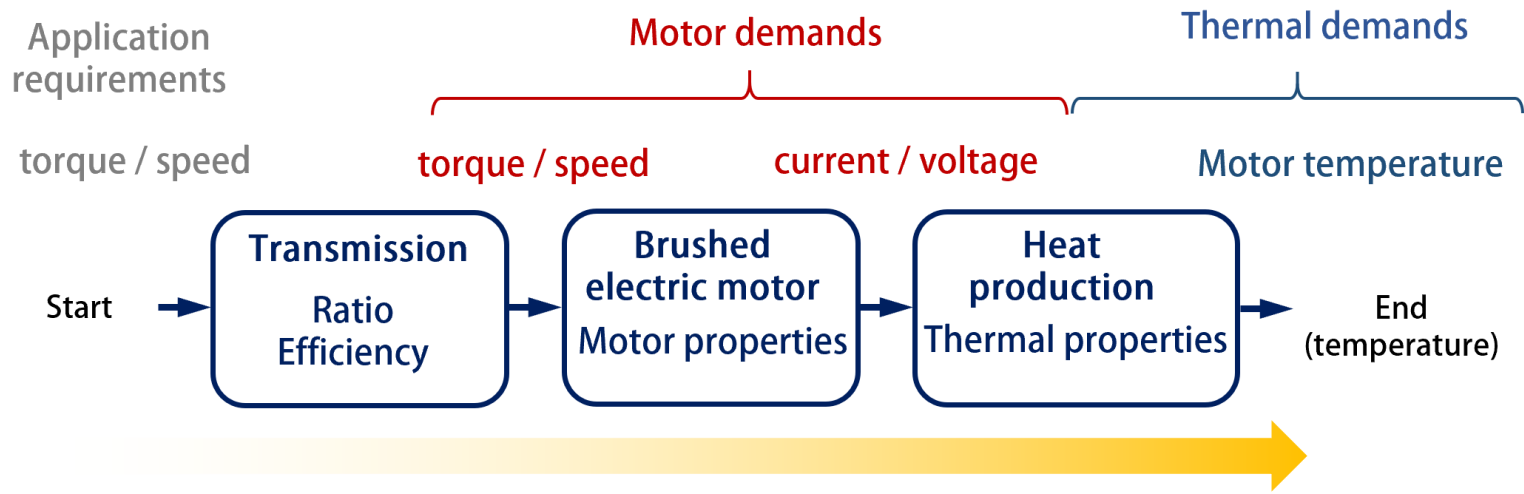 Application
requirements
Motor demands
Thermal demands
torque / speed
torque / speed
current / voltage
Motor temperature
Start
Transmission
Ratio
Efficiency
Brushed
electric motor
Motor properties
Heat
production
Thermal properties
End
(temperature)